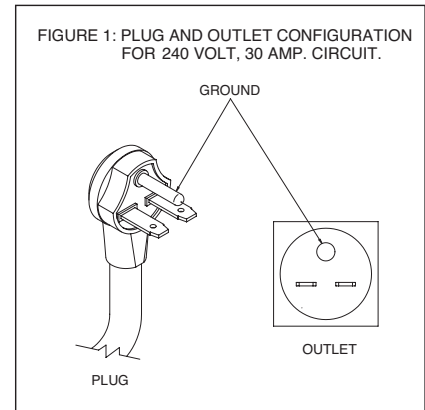 FIGURE 1: PLUG AND OUTLET CONFIGURATION
FOR 240 VOLT, 30 AMP. CIRCUIT.
GROUND
OUTLET
PLUG